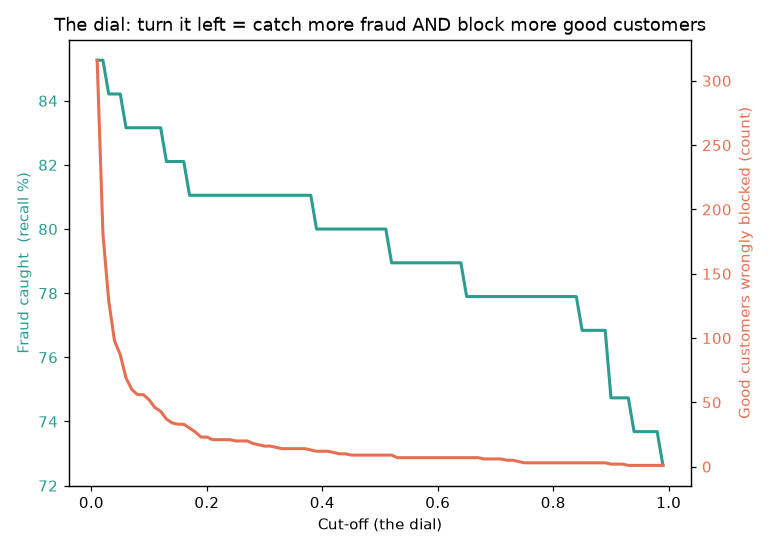 The dial: turn it left = catch more fraud AND block more good customers
Fraud caught  (recall %)
84
82
80
78
76
74
72
300
250
200
150
100
50
0
Good customers wrongly blocked (count)
0.0 0.2 0.4 0.6 0.8 1.0
Cut-off (the dial)